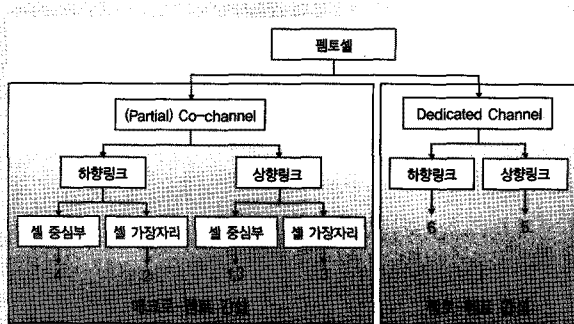 펨토셀
(Partial) Co-channel
Dedicated Channel
하향링크
상향링크
하향링크
상향링크
셀 중심부
셀 가장자리
셀 중심부
셀 가장자리
6
5
4
2
1,3